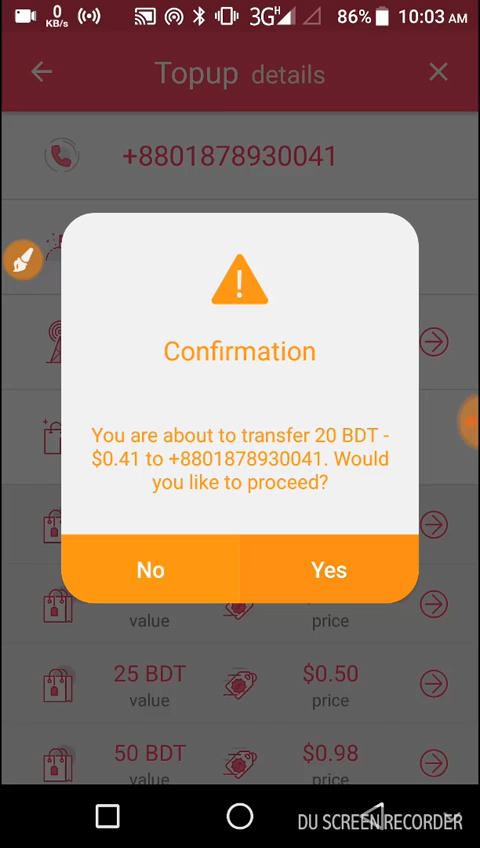 0
KB/s
3G H
86%
10:03 AM
Topup details
+8801878930041
Confirmation
You are about to transfer 20 BDT -
$0.41 to +8801878930041. Would
you like to proceed?
No
Yes
value
price
25 BDT
$0.50
value
price
50 BDT
$0.98
value
price
DU SCREEN RECORDER